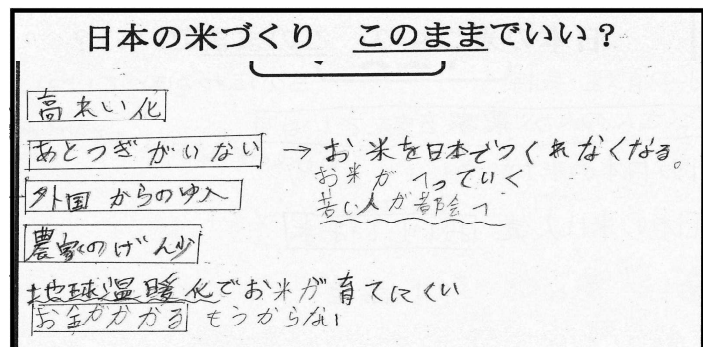 日本の米づくり このままでいい?
高れい化
あとつぎがいない → お米を日本でつくれなくなる。
お米がへっていく
外国からのゆ入
若い人が都会へ
農家のげん少
地球温暖化でお米が育てにくい
お金がかかる もうからない